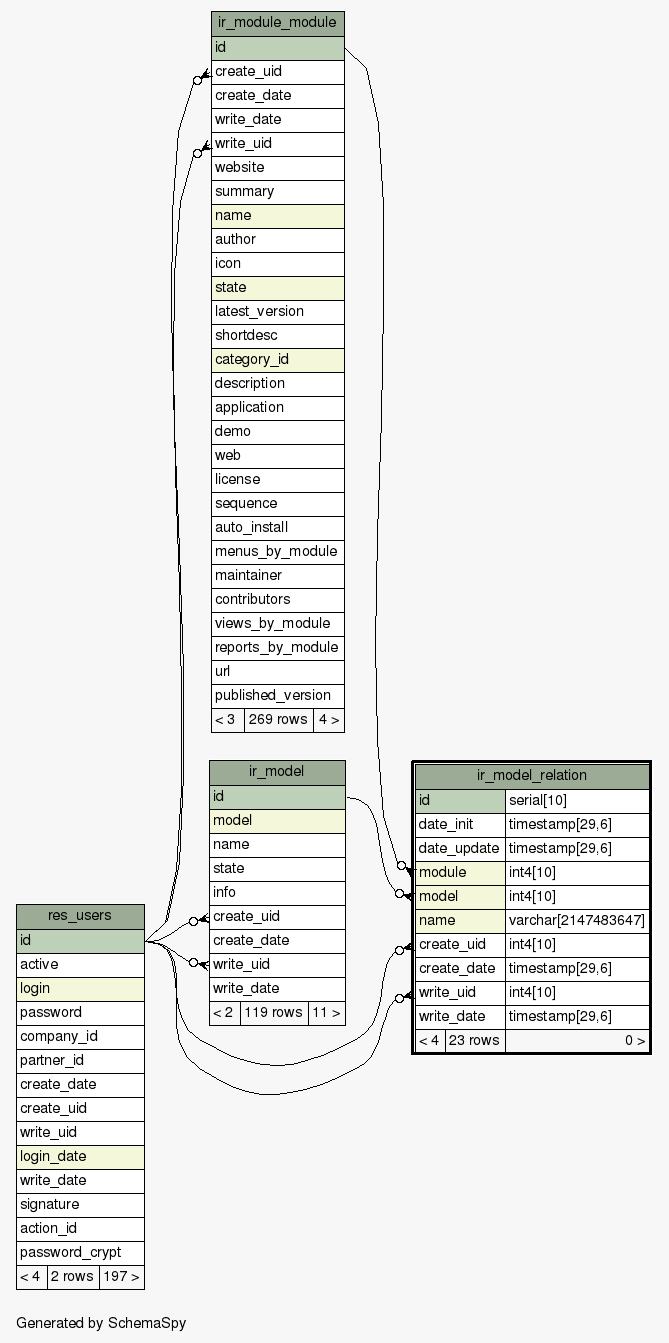 ir_module_module
id
create_uid
create_date
write_date
write_uid
website
summary
name
author
icon
state
latest_version
shortdesc
category_id
description
application
demo
web
license
sequence
auto_install
menus_by_module
maintainer
contributors
views_by_module
reports_by_module
url
published_version
< 3 269 rows 4 >
ir_model
id
model
name
state
info
create_uid
create_date
write_uid
write_date
< 2 119 rows 11 >
ir_model_relation
id serial[10]
date_init timestamp[29,6]
date_update timestamp[29,6]
module int4[10]
model int4[10]
name varchar[2147483647]
create_uid int4[10]
create_date timestamp[29,6]
write_uid int4[10]
write_date timestamp[29,6]
< 4 23 rows 0 >
res_users
id
active
login
password
company_id
partner_id
create_date
create_uid
write_uid
login_date
write_date
signature
action_id
password_crypt
< 4 2 rows 197 >
Generated by SchemaSpy